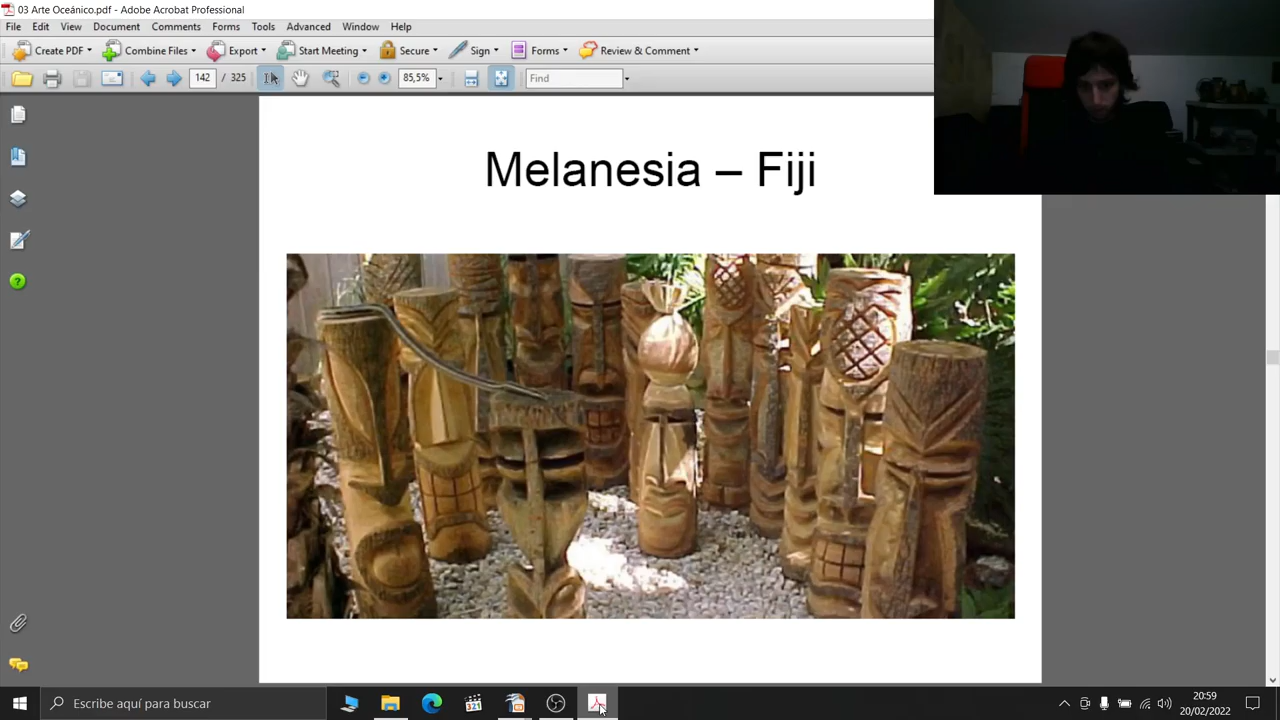 03 Arte Oceánico.pdf - Adobe Acrobat Professional
File Edit View Document Comments Forms Tools Advanced Window Help
Create PDF Combine Files Export Start Meeting Secure Sign Forms Review & Comment
142 / 325 85,5% Find
Melanesia – Fiji
Escribe aquí para buscar
20:59
20/02/2022
321